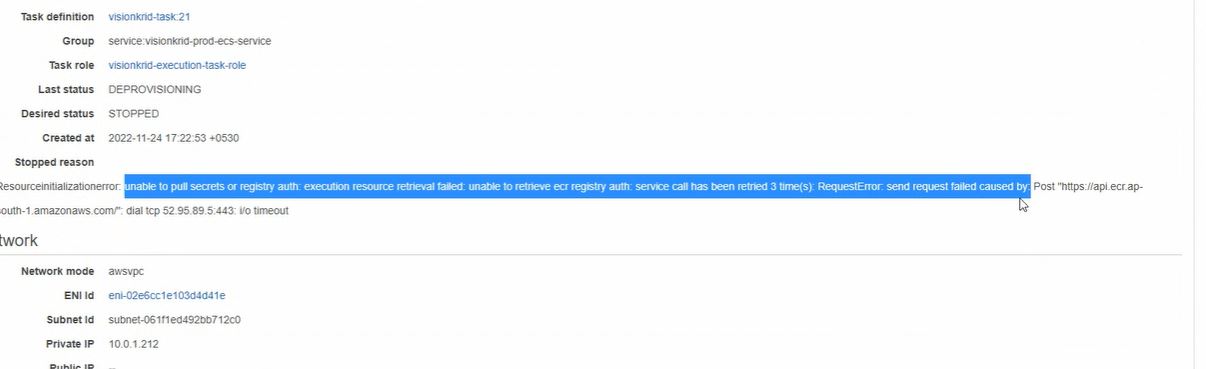 Task definition visionkrid-task:21
Group service:visionkrid-prod-ecs-service
Task role visionkrid-execution-task-role
Last status DEPROVISIONING
Desired status STOPPED
Created at 2022-11-24 17:22:53 +0530
Stopped reason
Resourceinitializationerror: unable to pull secrets or registry auth: execution resource retrieval failed: unable to retrieve ecr registry auth: service call has been retried 3 time(s): RequestError: send request failed caused by: Post "https://api.ecr.ap-
south-1.amazonaws.com/": dial tcp 52.95.89.5:443: i/o timeout
twork
Network mode awsvpc
ENI Id eni-02e6cc1e103d4d41e
Subnet Id subnet-061f1ed492bb712c0
Private IP 10.0.1.212
Public IP --